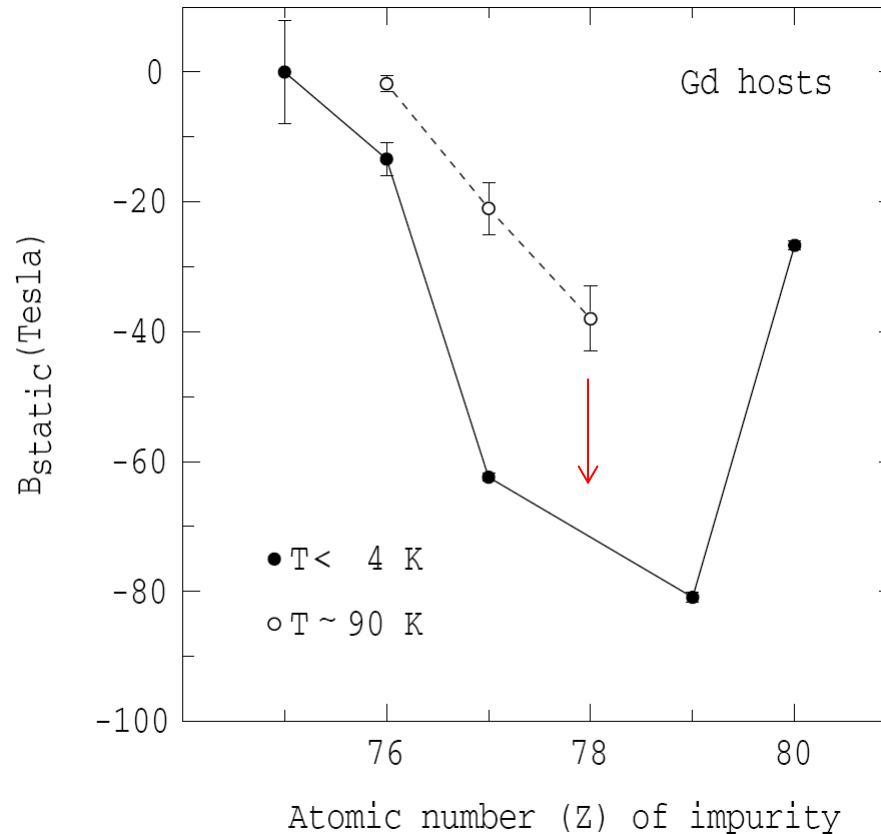 Gd hosts
0
-20
-40
-60
-80
-100
Bstatic(Tesla)
T< 4 K
T ~ 90 K
76 78 80
Atomic number (Z) of impurity